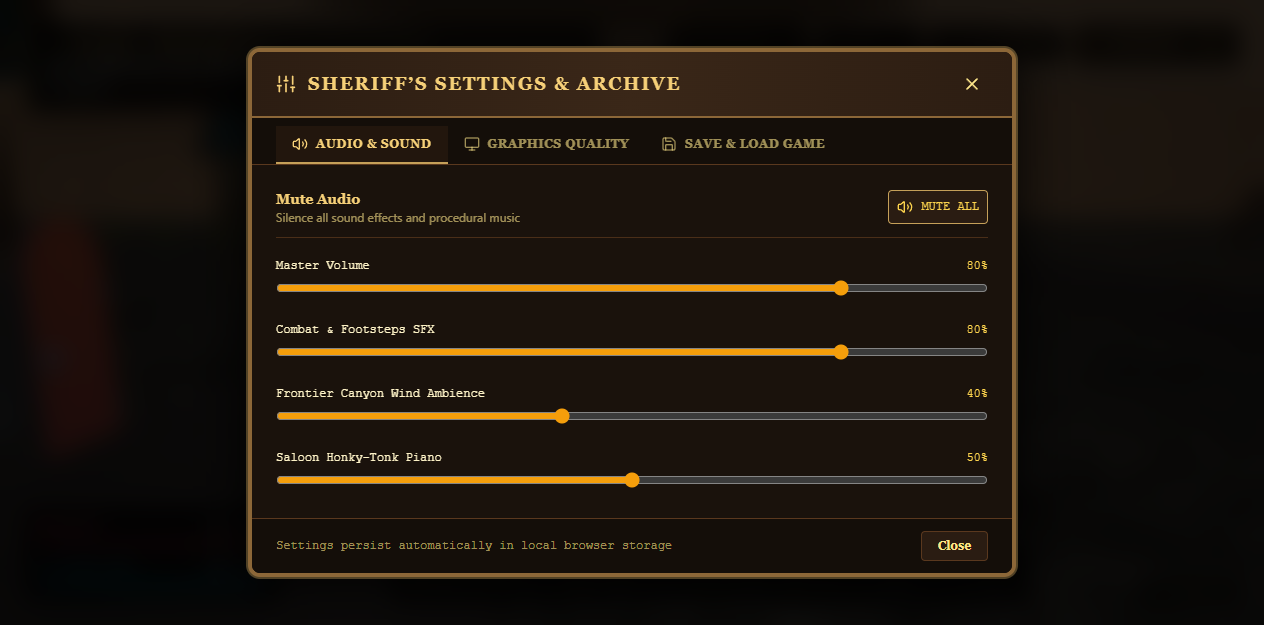 SHERIFF'S SETTINGS & ARCHIVE
AUDIO & SOUND
GRAPHICS QUALITY
SAVE & LOAD GAME
Mute Audio
Silence all sound effects and procedural music
MUTE ALL
Master Volume
80%
Combat & Footsteps SFX
80%
Frontier Canyon Wind Ambience
40%
Saloon Honky-Tonk Piano
50%
Settings persist automatically in local browser storage
Close